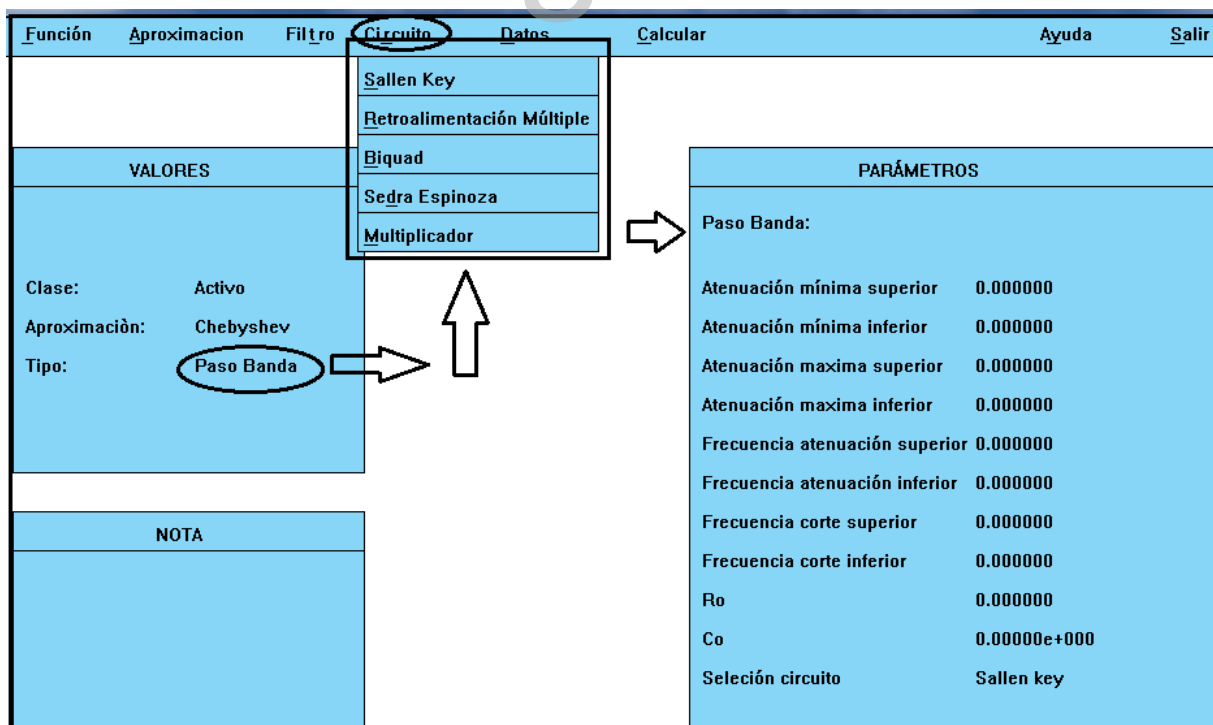 Función Aproximacion Filtro Circuito Datos Calcular Ayuda Salir
Sallen Key
Retroalimentación Múltiple
Biquad
Sedra Espinoza
Multiplicador
VALORES
Clase: Activo
Aproximaciòn: Chebyshev
Tipo: Paso Banda
NOTA
PARÁMETROS
Paso Banda:
Atenuación mínima superior 0.000000
Atenuación mínima inferior 0.000000
Atenuación maxima superior 0.000000
Atenuación maxima inferior 0.000000
Frecuencia atenuación superior 0.000000
Frecuencia atenuación inferior 0.000000
Frecuencia corte superior 0.000000
Frecuencia corte inferior 0.000000
Ro 0.000000
Co 0.00000e+000
Seleción circuito Sallen key